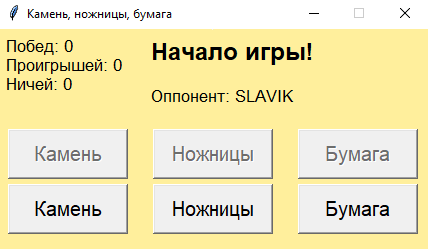 Камень, ножницы, бумага
Побед: 0
Проигрышей: 0
Ничей: 0
Начало игры!
Оппонент: SLAVIK
Камень Ножницы Бумага
Камень Ножницы Бумага